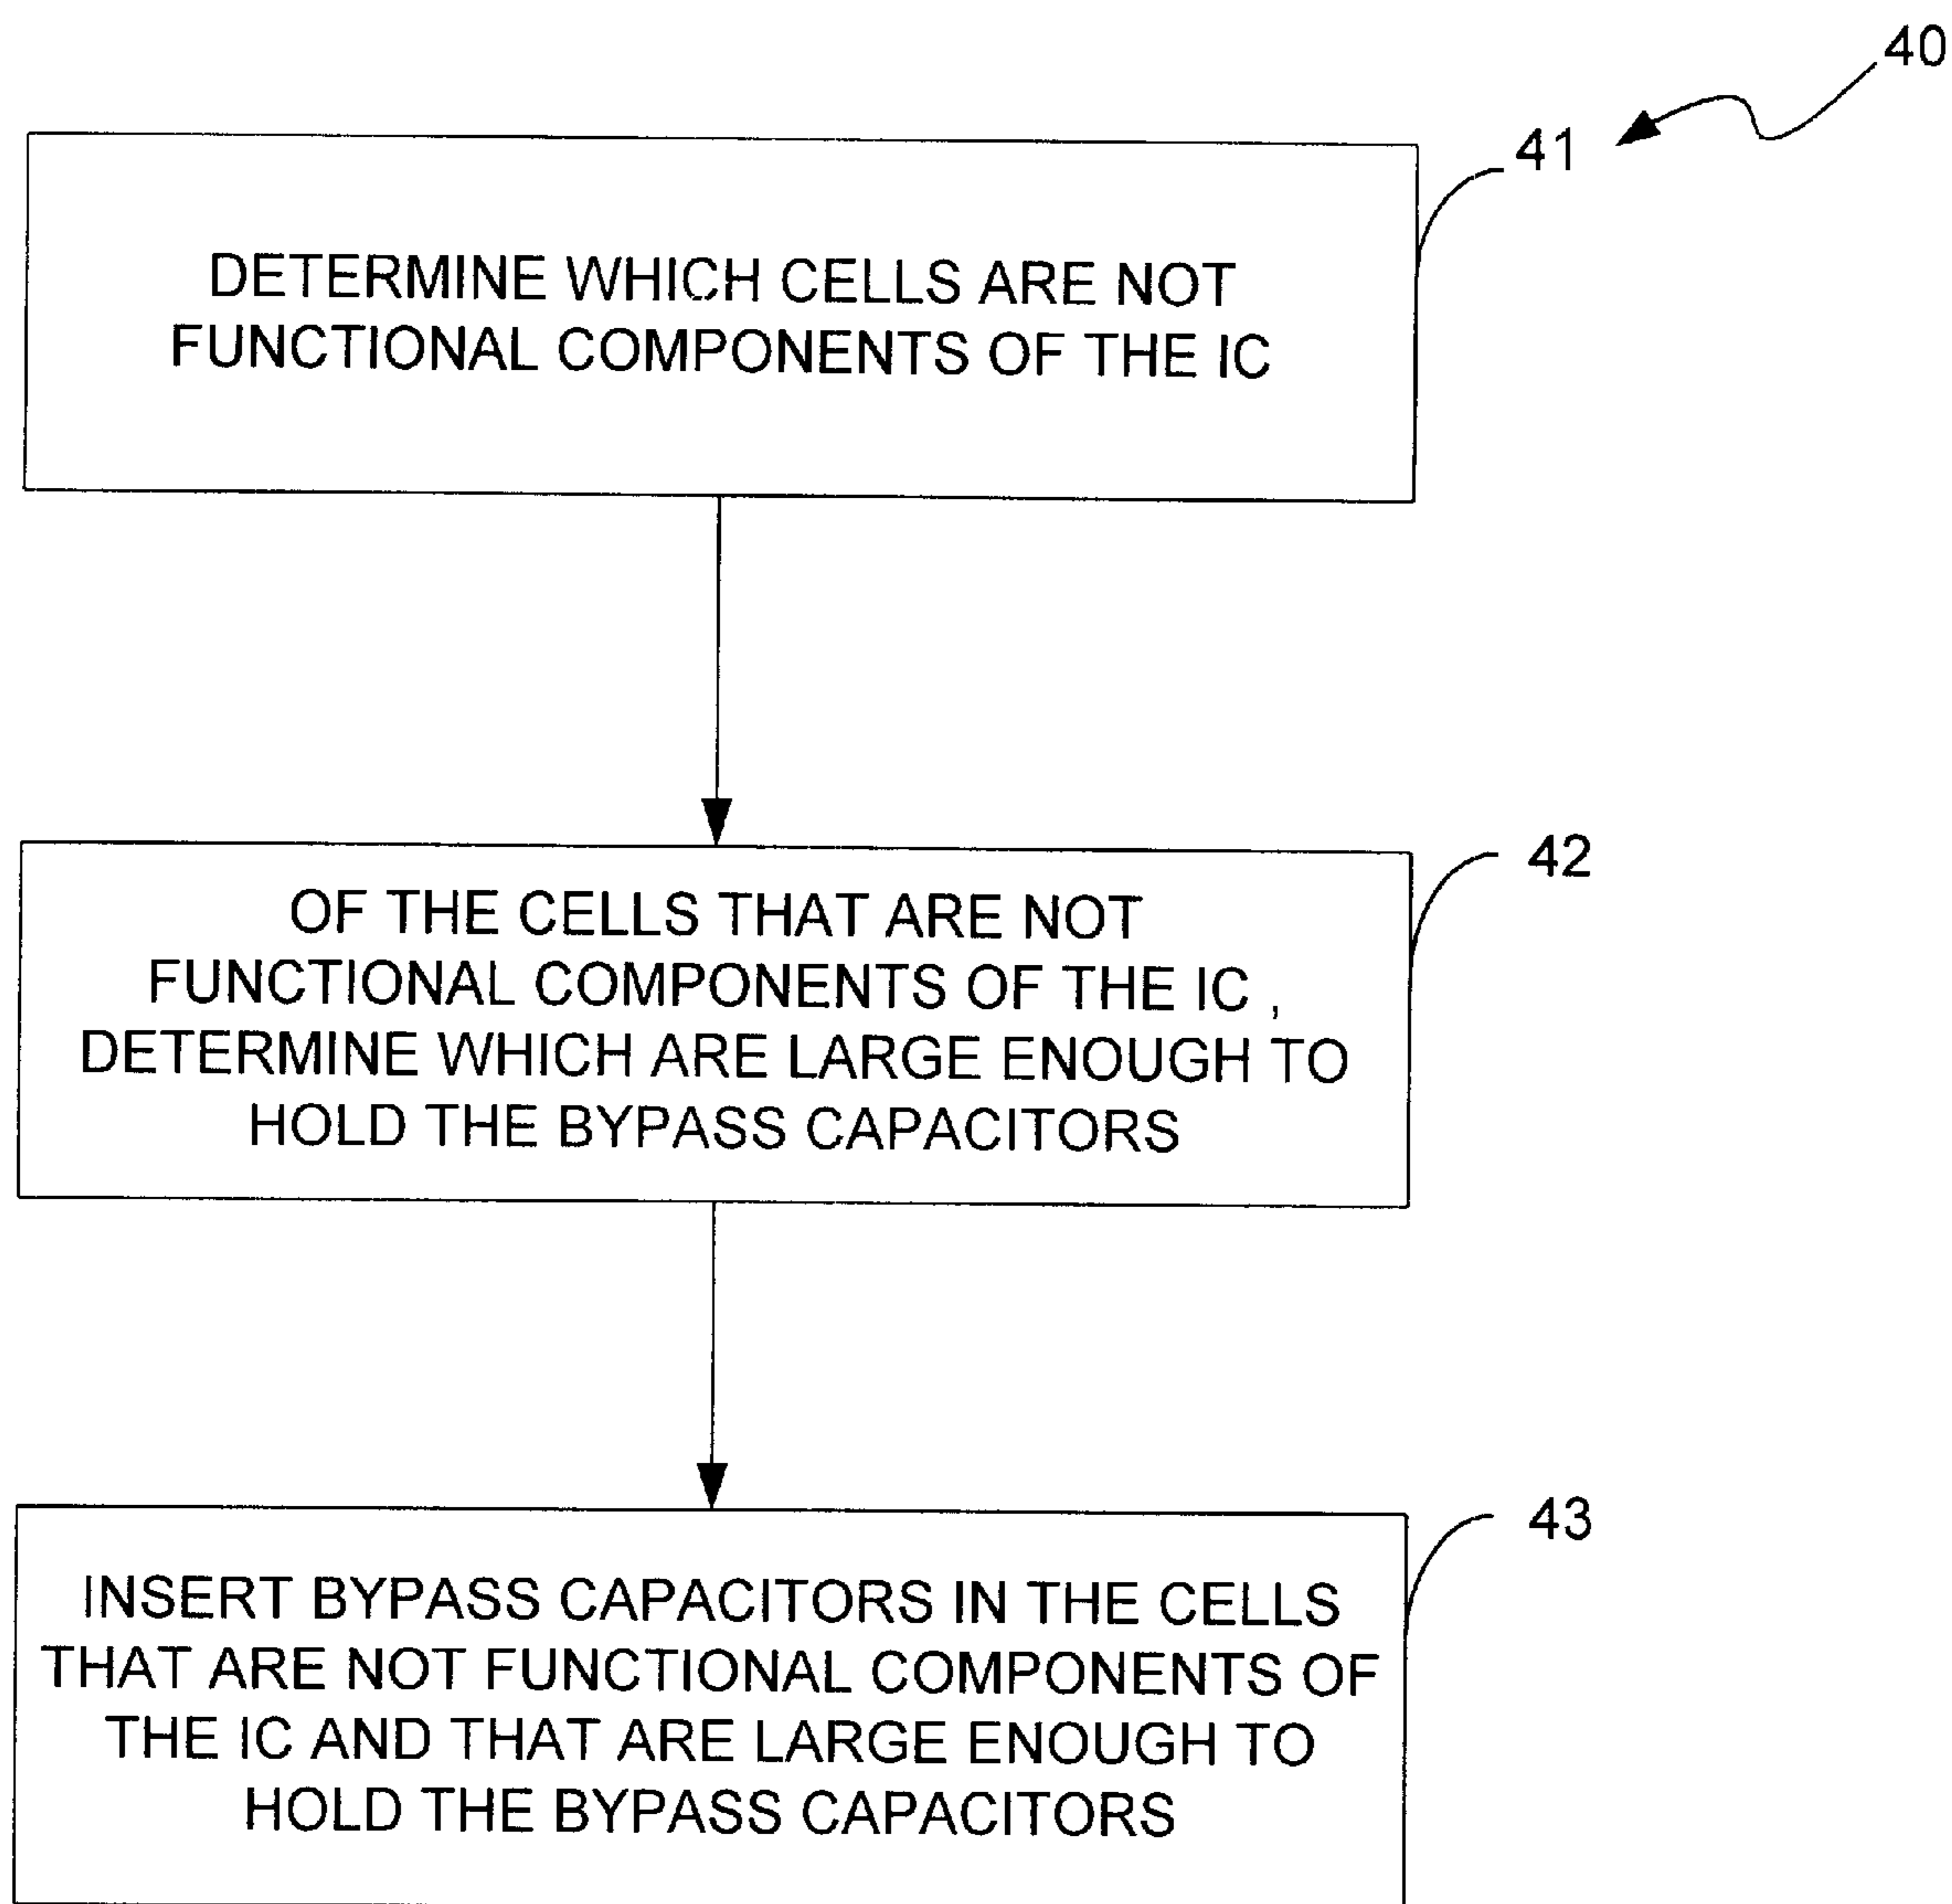 40
41
DETERMINE WHICH CELLS ARE NOT
FUNCTIONAL COMPONENTS OF THE IC
42
OF THE CELLS THAT ARE NOT
FUNCTIONAL COMPONENTS OF THE IC ,
DETERMINE WHICH ARE LARGE ENOUGH TO
HOLD THE BYPASS CAPACITORS
43
INSERT BYPASS CAPACITORS IN THE CELLS
THAT ARE NOT FUNCTIONAL COMPONENTS OF
THE IC AND THAT ARE LARGE ENOUGH TO
HOLD THE BYPASS CAPACITORS